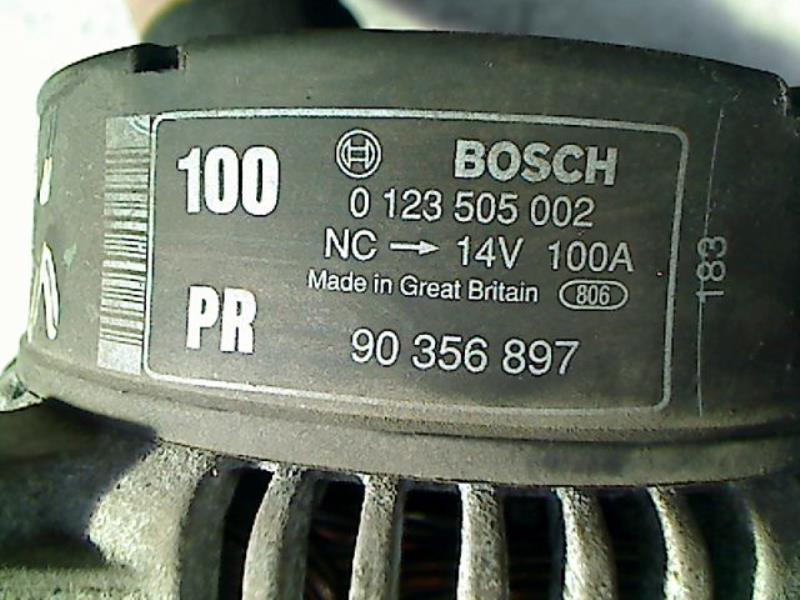 100
BOSCH
0 123 505 002
NC → 14V 100A
Made in Great Britain 806
PR
90 356 897
183